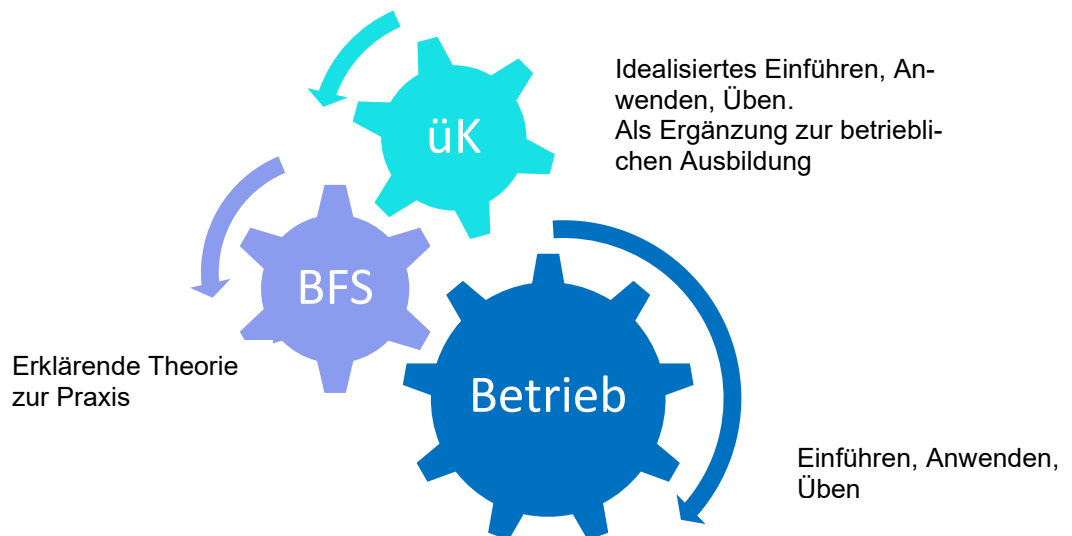 üK
Idealisiertes Einführen, An-
wenden, Üben.
Als Ergänzung zur betriebli-
chen Ausbildung
BFS
Erklärende Theorie
zur Praxis
Betrieb
Einführen, Anwenden,
Üben